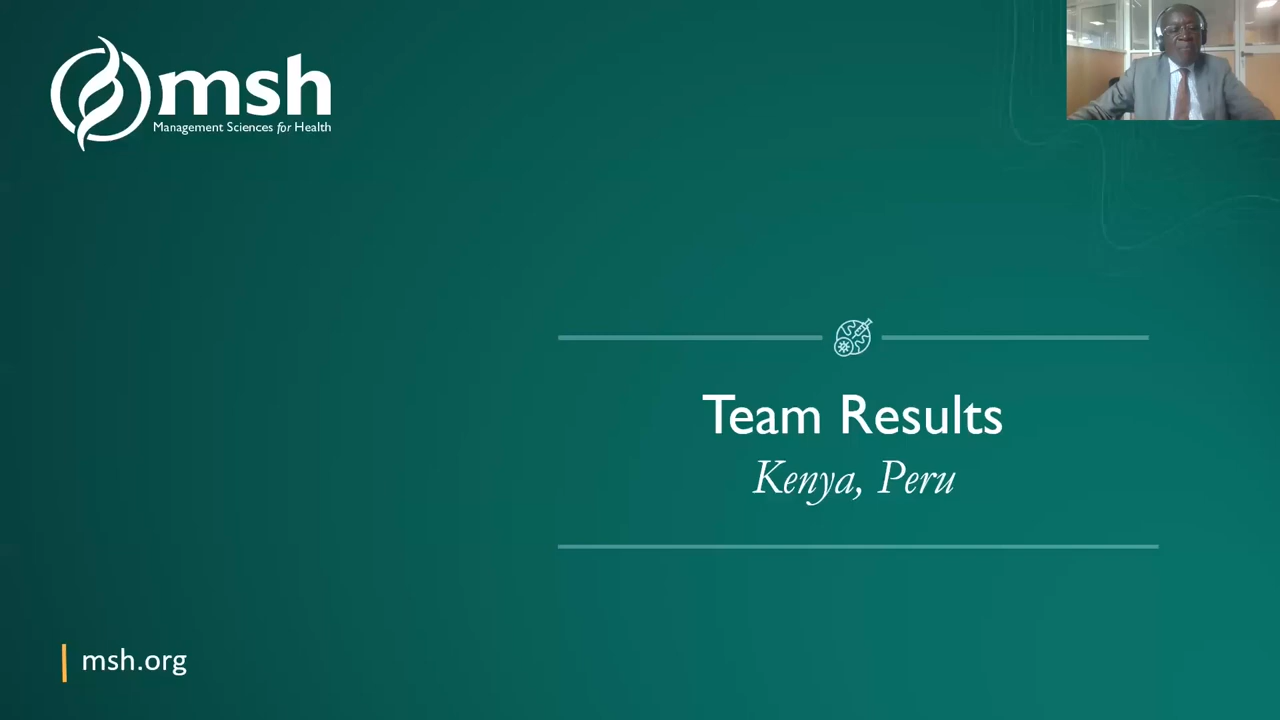 msh
Management Sciences for Health
Team Results
Kenya, Peru
msh.org